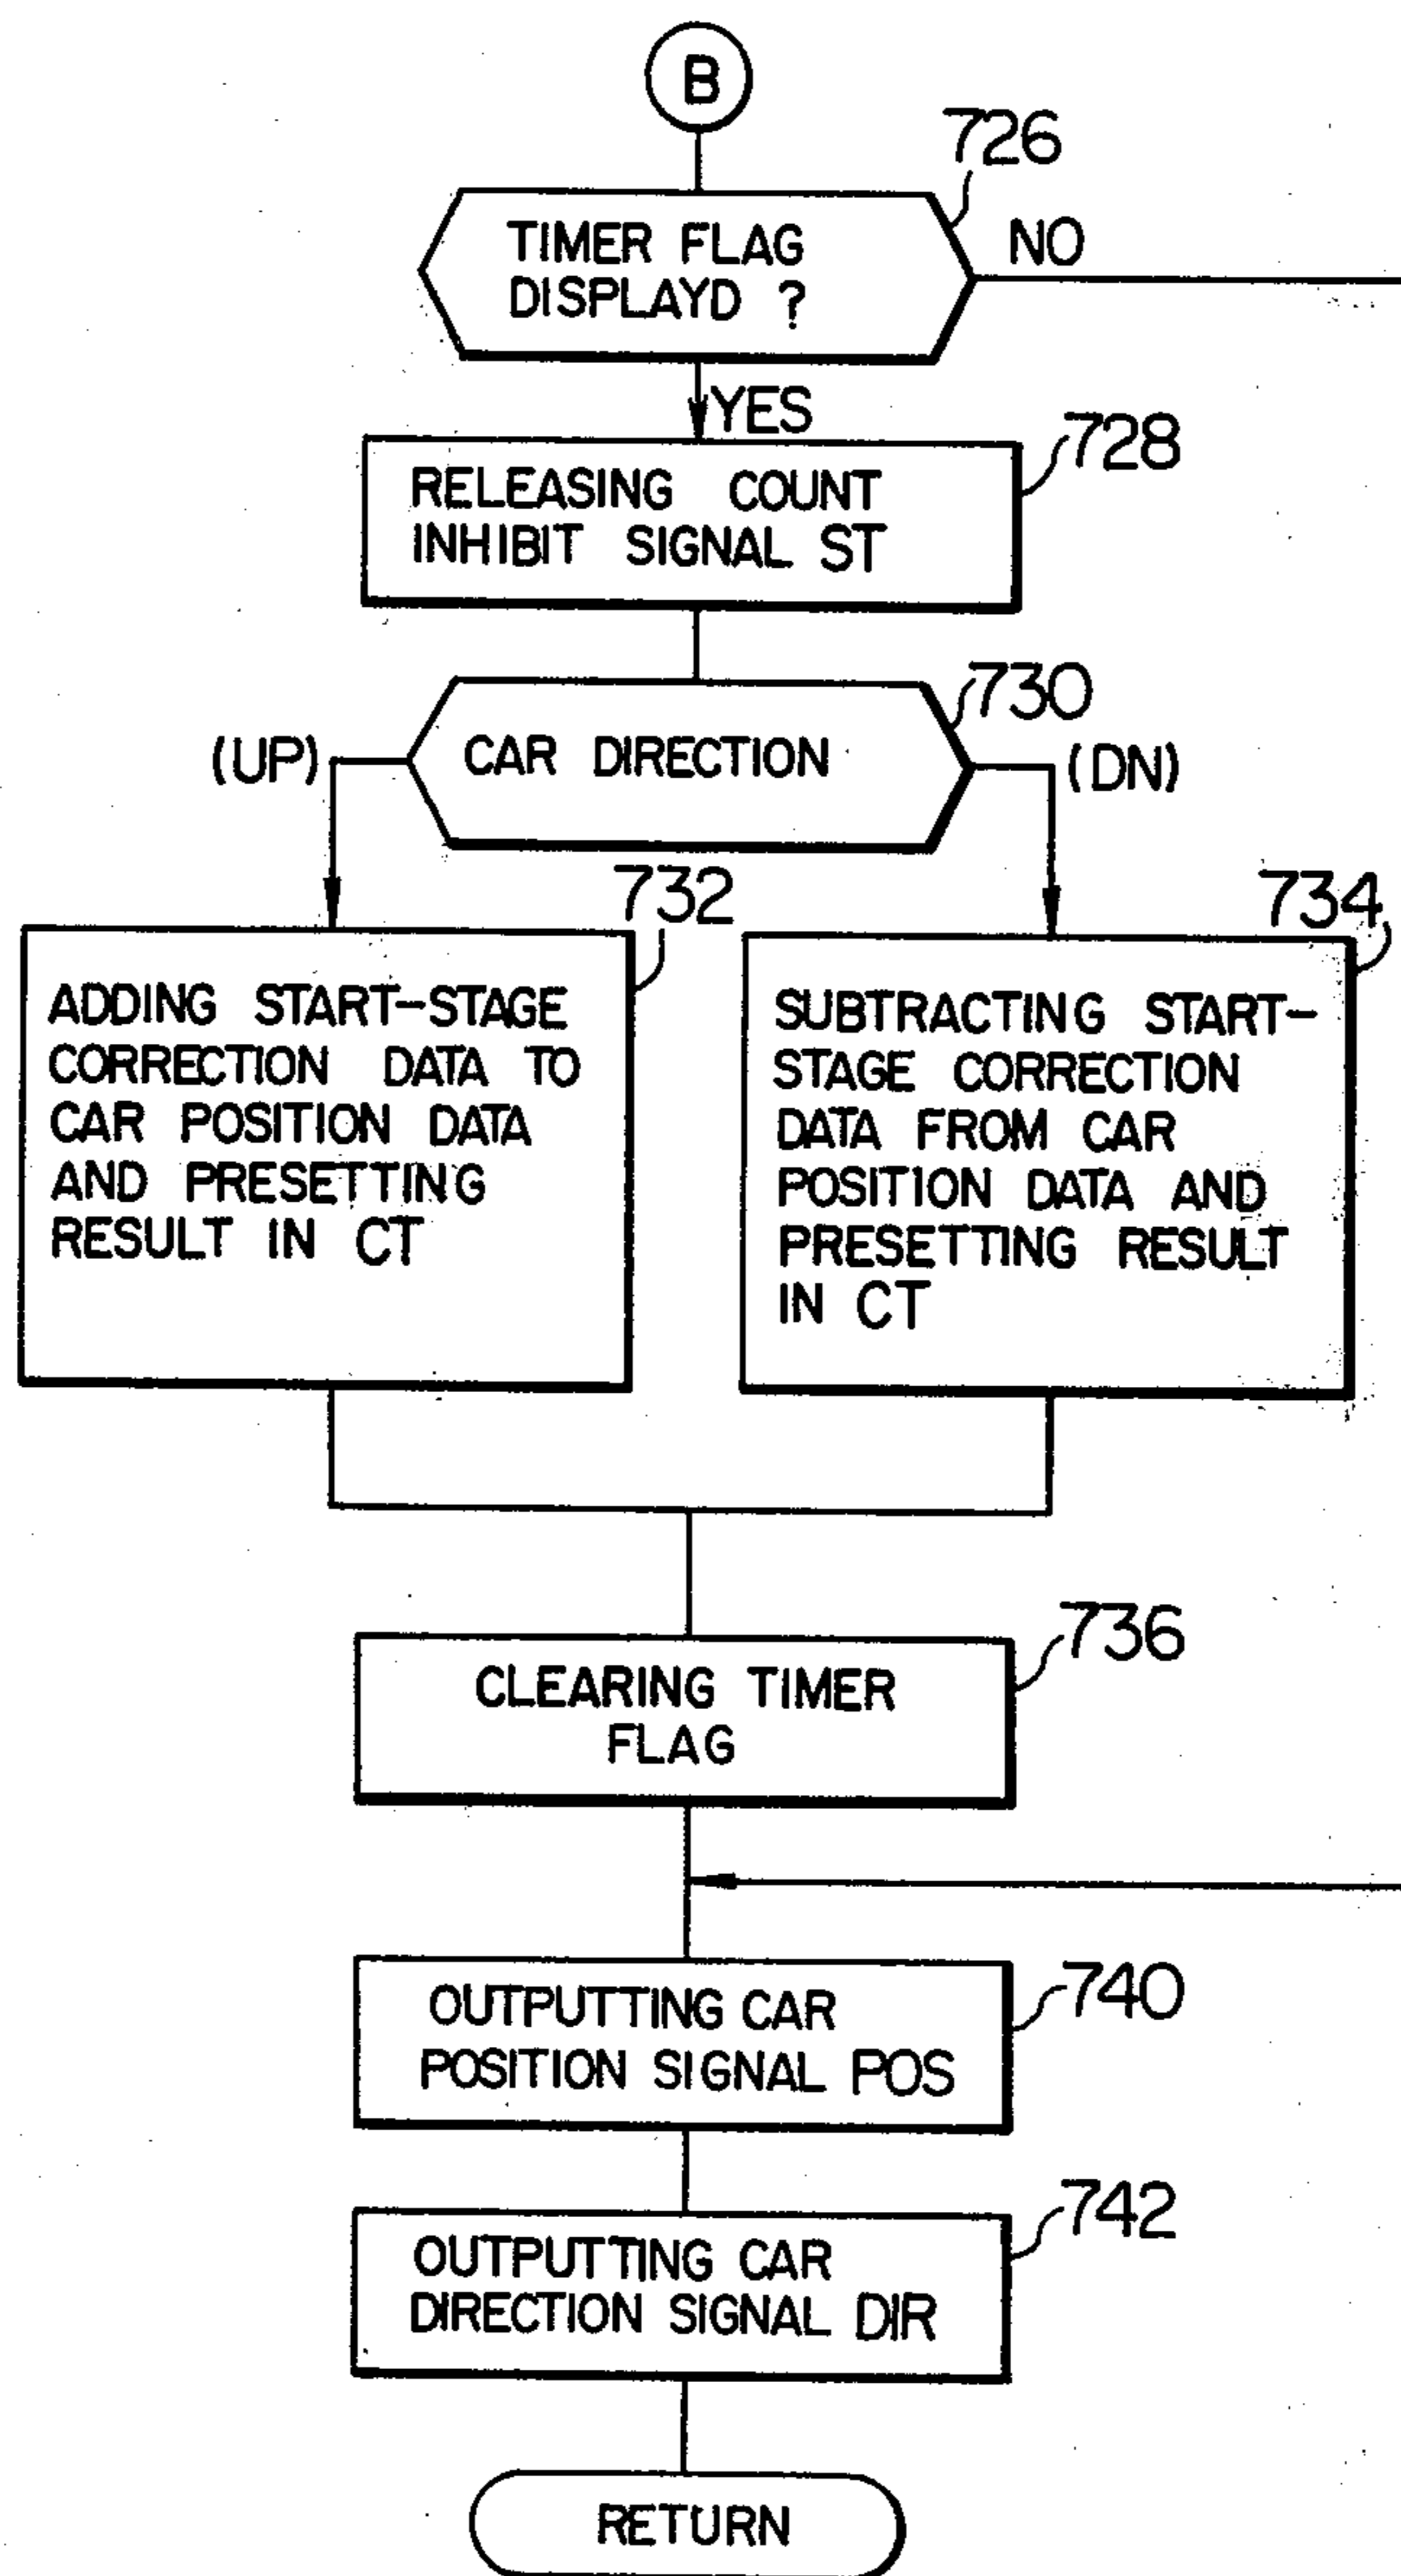 B
726
TIMER FLAG
DISPLAYD ?
NO
YES
728
RELEASING COUNT
INHIBIT SIGNAL ST
730
(UP)
CAR DIRECTION
(DN)
732
734
ADDING START-STAGE
CORRECTION DATA TO
CAR POSITION DATA
AND PRESETTING
RESULT IN CT
SUBTRACTING START-
STAGE CORRECTION
DATA FROM CAR
POSITION DATA AND
PRESETTING RESULT
IN CT
736
CLEARING TIMER
FLAG
740
OUTPUTTING CAR
POSITION SIGNAL POS
742
OUTPUTTING CAR
DIRECTION SIGNAL DIR
RETURN